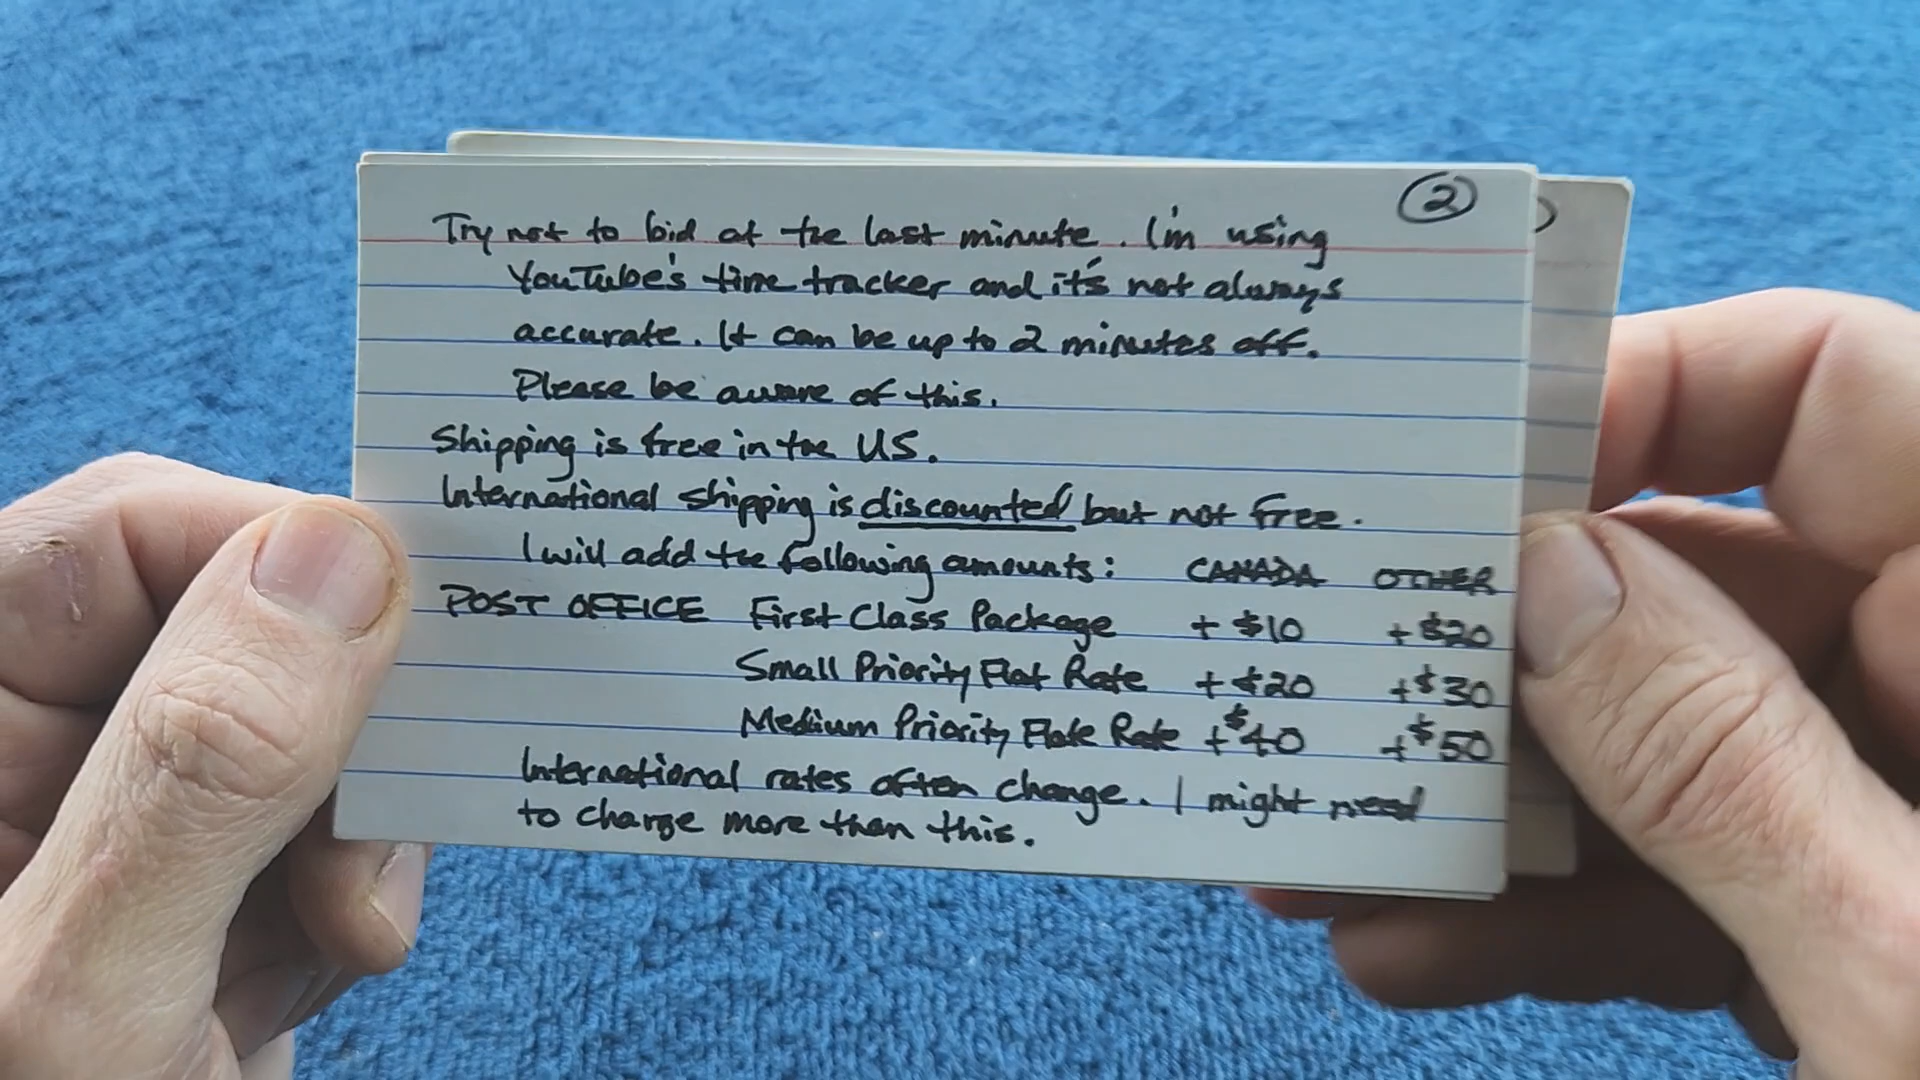 2
Try not to bid at the last minute. I'm using
YouTube's time tracker and it's not always
accurate. It can be up to 2 minutes off.
Please be aware of this.
Shipping is free in the US.
International shipping is discounted but not free.
I will add the following amounts: CANADA OTHER
POST OFFICE First Class Package +$10 +$20
Small Priority Flat Rate +$20 +$30
Medium Priority Flate Rate +$40 +$50
International rates often change. I might need
to charge more than this.